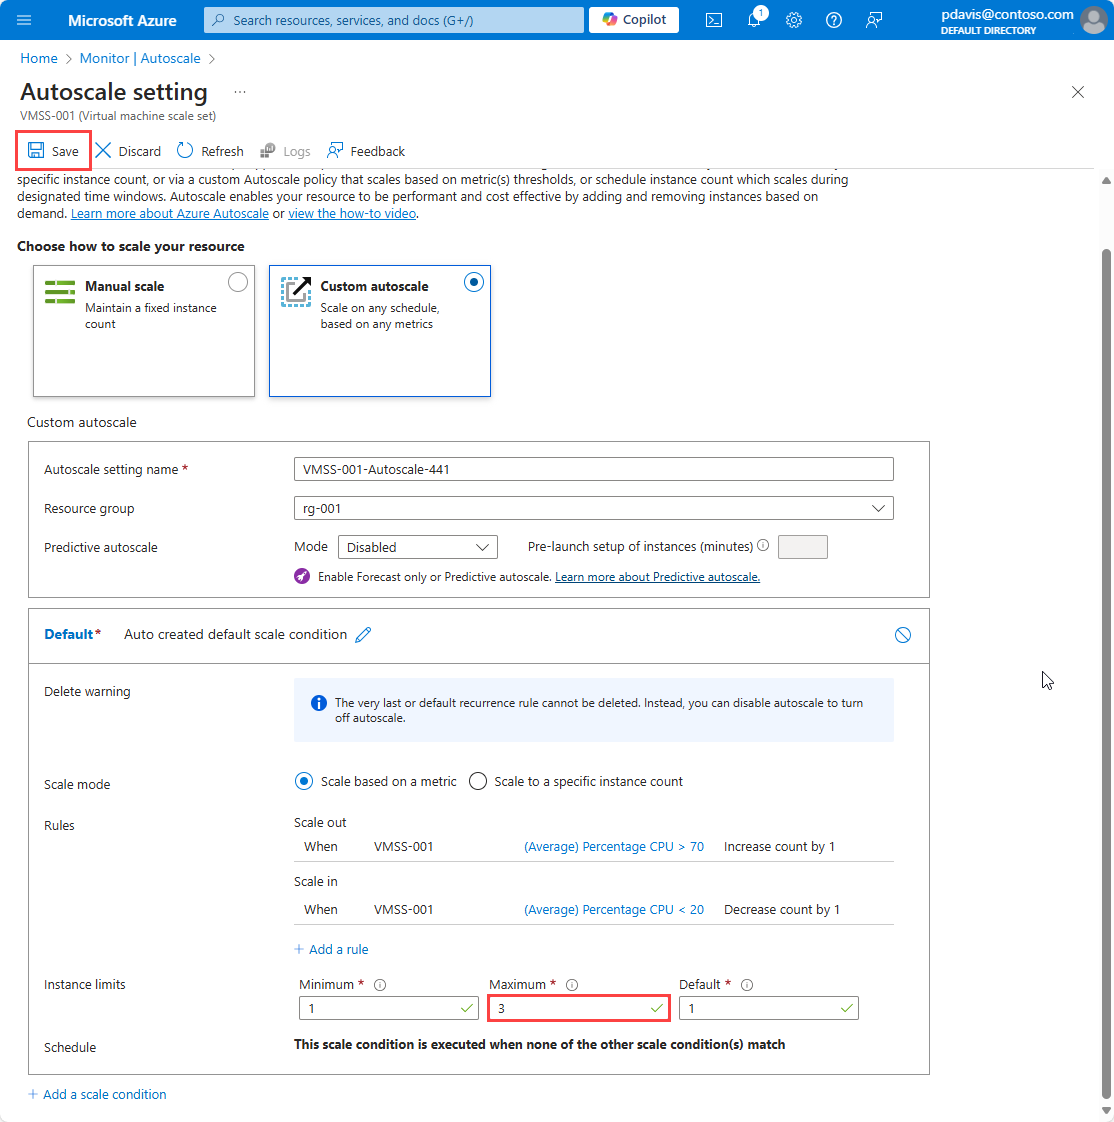 Microsoft Azure
Search resources, services, and docs (G+/)
Copilot
1
pdavis@contoso.com
DEFAULT DIRECTORY
Home > Monitor | Autoscale >
Autoscale setting ...
VMSS-001 (Virtual machine scale set)
Save Discard Refresh Logs Feedback
specific instance count, or via a custom Autoscale policy that scales based on metric(s) thresholds, or schedule instance count which scales during
designated time windows. Autoscale enables your resource to be performant and cost effective by adding and removing instances based on
demand. Learn more about Azure Autoscale or view the how-to video.
Choose how to scale your resource
Manual scale
Maintain a fixed instance
count
Custom autoscale
Scale on any schedule,
based on any metrics
Custom autoscale
Autoscale setting name * VMSS-001-Autoscale-441
Resource group rg-001
Predictive autoscale Mode Disabled Pre-launch setup of instances (minutes)
Enable Forecast only or Predictive autoscale. Learn more about Predictive autoscale.
Default* Auto created default scale condition
Delete warning
The very last or default recurrence rule cannot be deleted. Instead, you can disable autoscale to turn
off autoscale.
Scale mode Scale based on a metric Scale to a specific instance count
Rules
Scale out
When VMSS-001 (Average) Percentage CPU > 70 Increase count by 1
Scale in
When VMSS-001 (Average) Percentage CPU < 20 Decrease count by 1
+ Add a rule
Instance limits Minimum * Maximum * Default *
1 3 1
Schedule This scale condition is executed when none of the other scale condition(s) match
+ Add a scale condition